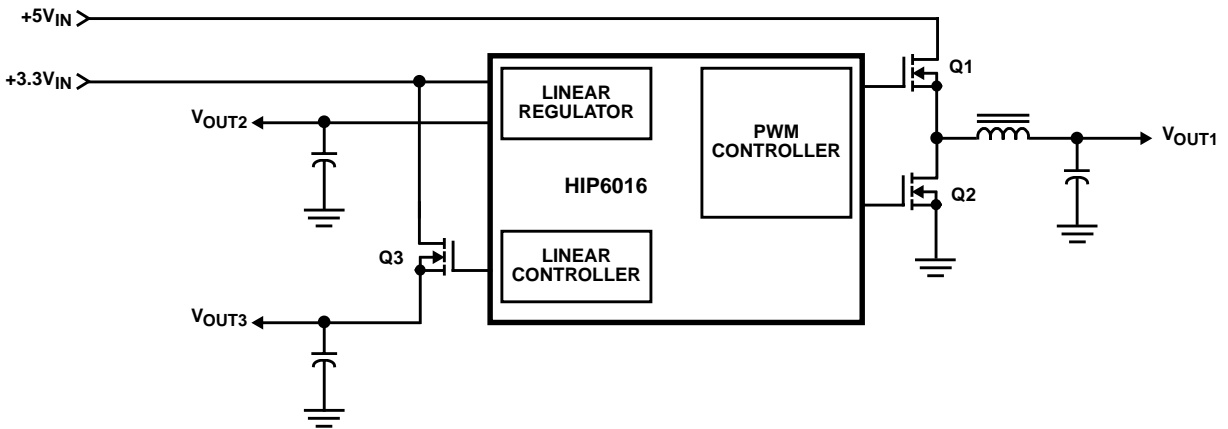 +5VIN
+3.3VIN
VOUT2
LINEAR
REGULATOR
PWM
CONTROLLER
Q1
VOUT1
HIP6016
Q2
Q3
LINEAR
CONTROLLER
VOUT3